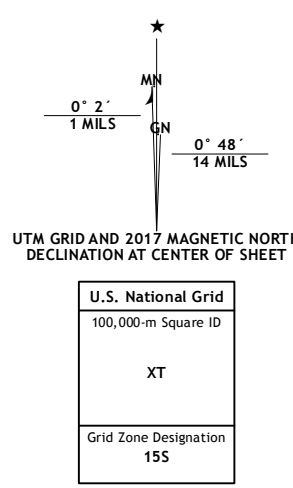 ★
MN
0° 2´
1 MILS
GN
0° 48´
14 MILS
UTM GRID AND 2017 MAGNETIC NORT
DECLINATION AT CENTER OF SHEET
U.S. National Grid
100,000-m Square ID
XT
Grid Zone Designation
15S